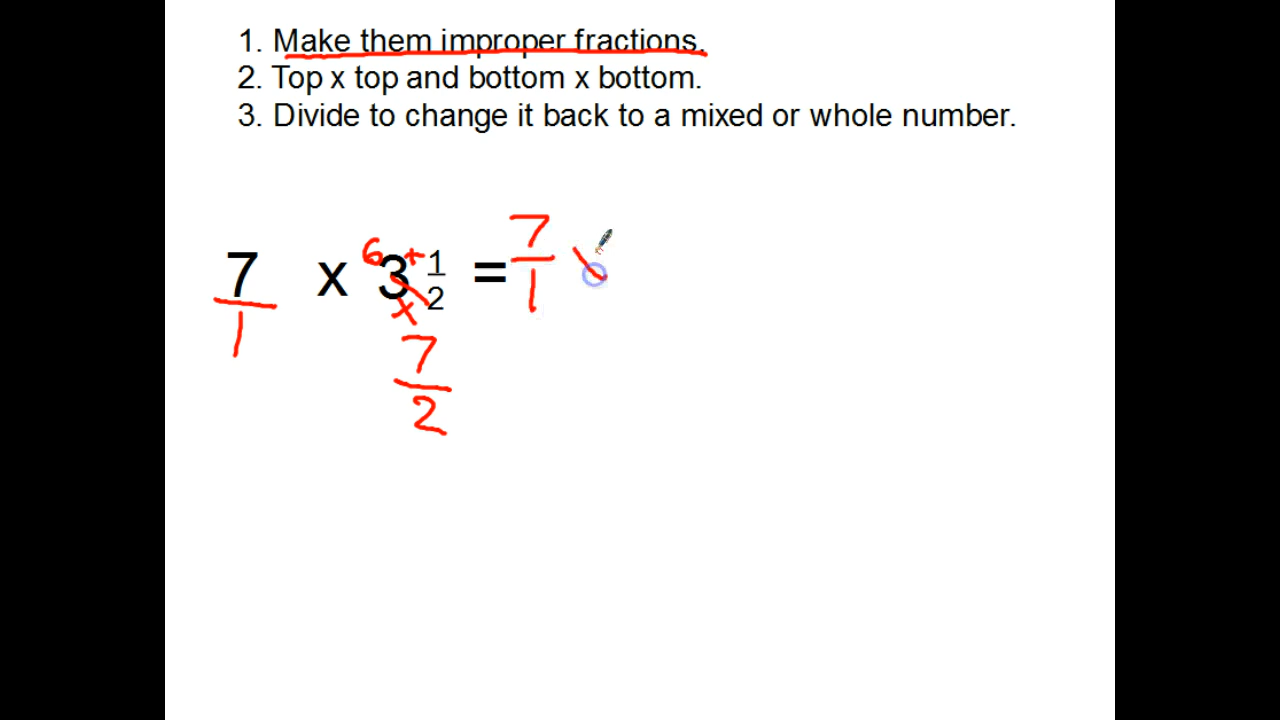 1. Make them improper fractions.
2. Top x top and bottom x bottom.
3. Divide to change it back to a mixed or whole number.
7/1 x 3 1/2 = 7/1
6 +
x
7/2